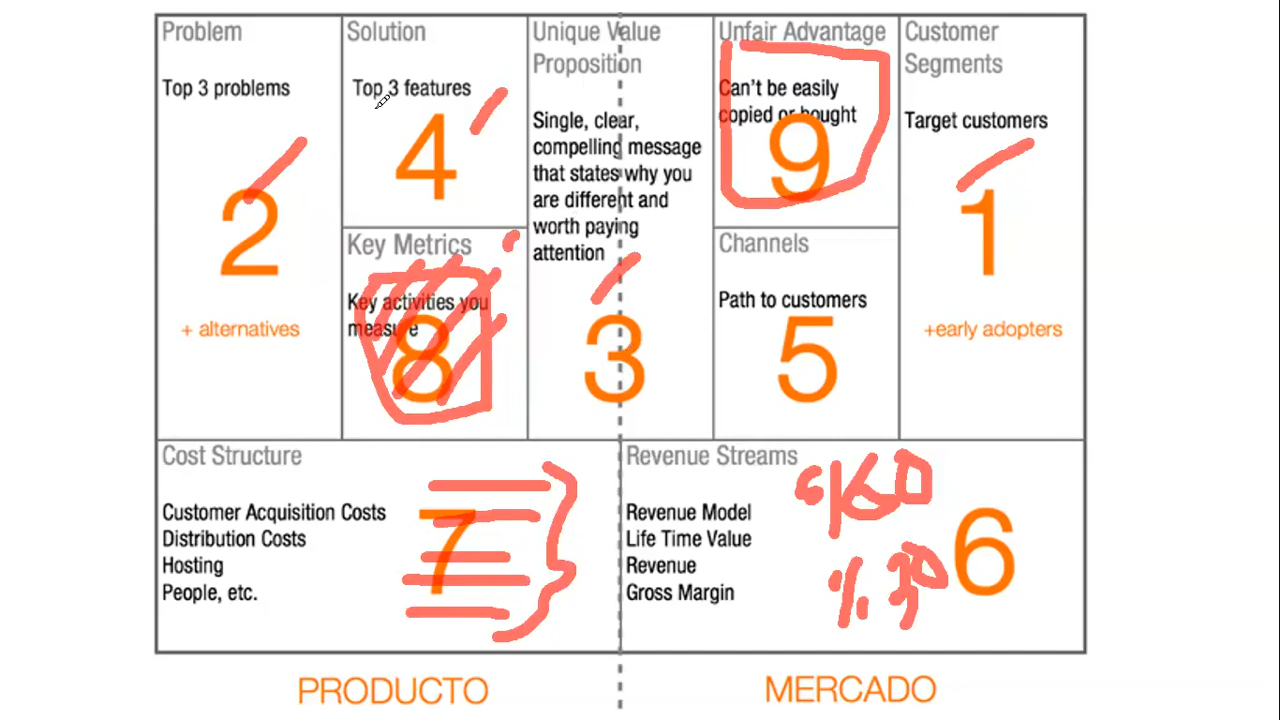 Problem
Top 3 problems
2
+ alternatives
Solution
Top 3 features
4
Key Metrics
Key activities you
measure
8
Unique Value
Proposition
Single, clear,
compelling message
that states why you
are different and
worth paying
attention
3
Unfair Advantage
Can't be easily
copied or bought
9
Channels
Path to customers
5
Customer
Segments
Target customers
1
+early adopters
Cost Structure
Customer Acquisition Costs
Distribution Costs
Hosting
People, etc.
7
Revenue Streams
Revenue Model
Life Time Value
Revenue
Gross Margin
6
PRODUCTO
MERCADO